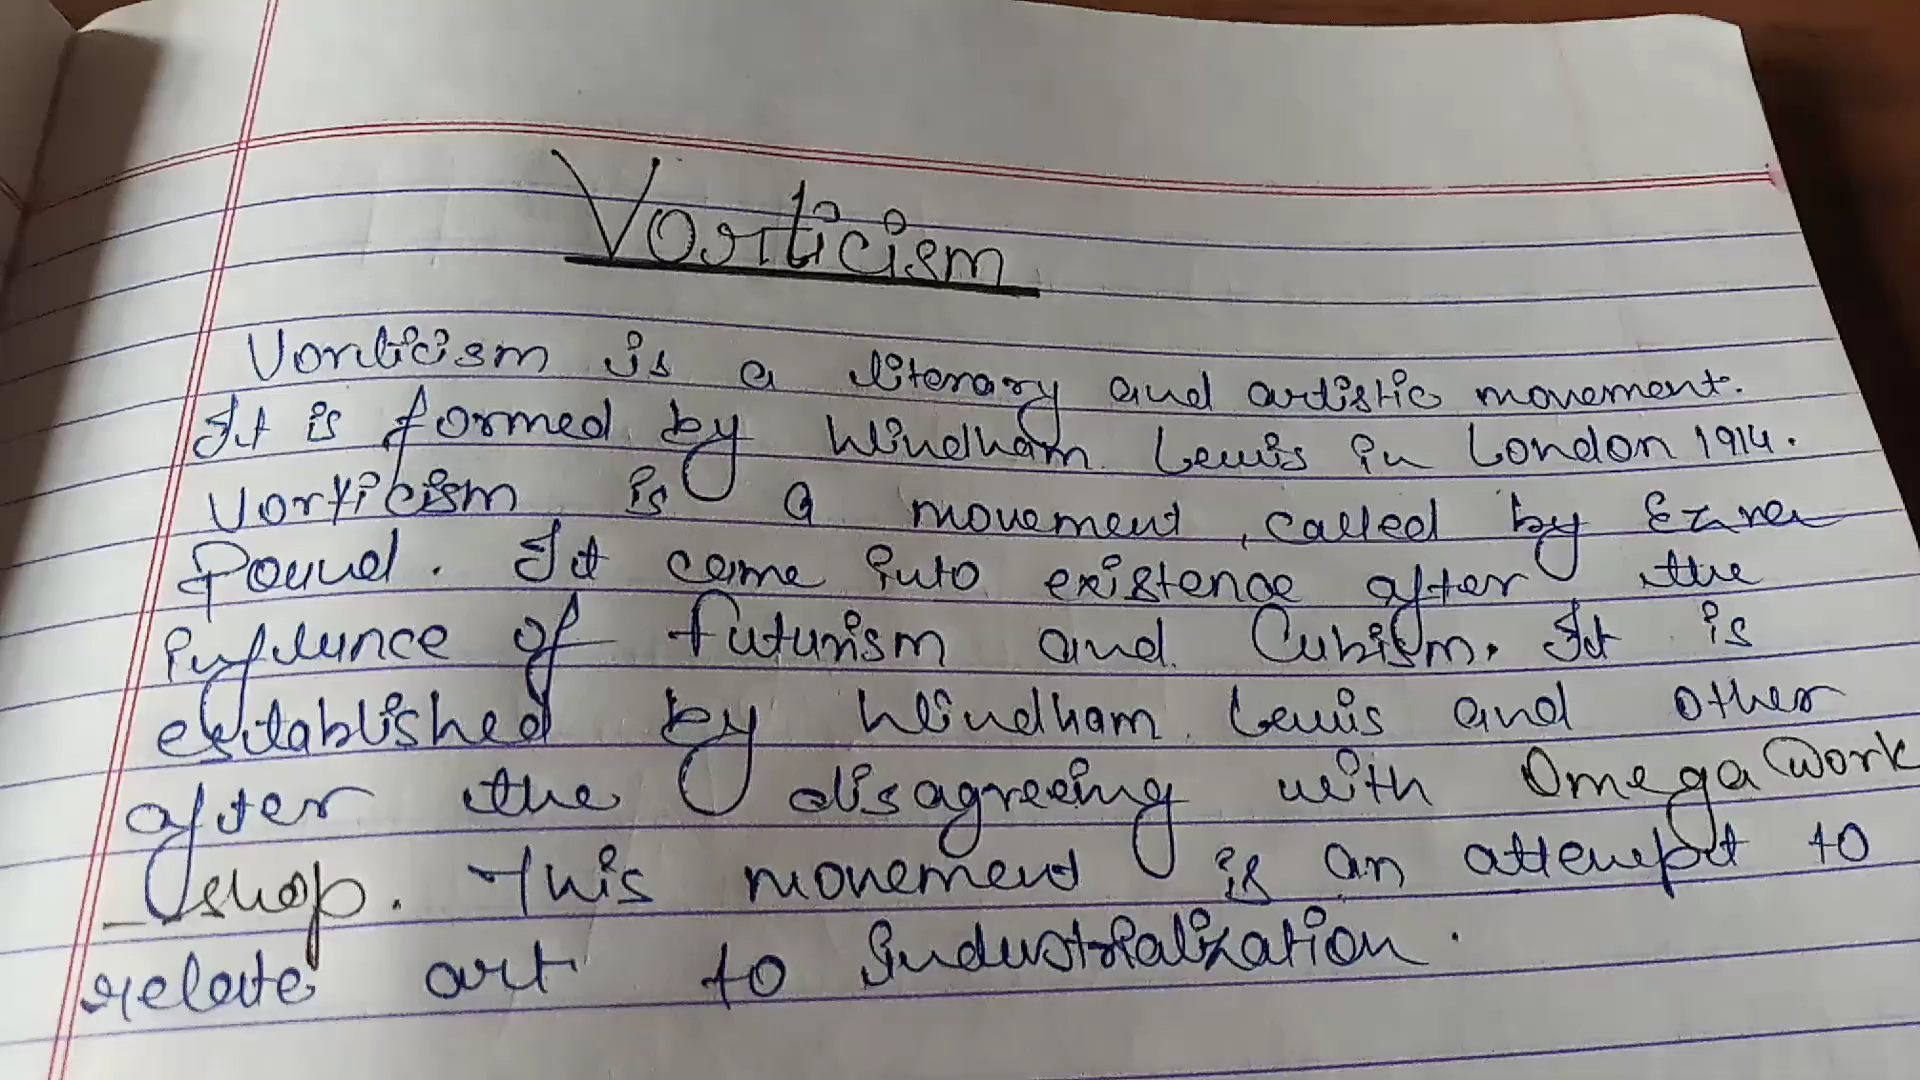 Vorticism
Vorticism is a literary and artistic movement.
It is formed by Windham Lewis in London 1914.
Vorticism is a movement, called by Ezra
Pound. It came into existence after the
influence of futurism and Cubism. It is
established by Windham Lewis and other
after the disagreeing with Omega Work
shop. This movement is an attempt to
relate art to Industrialization.